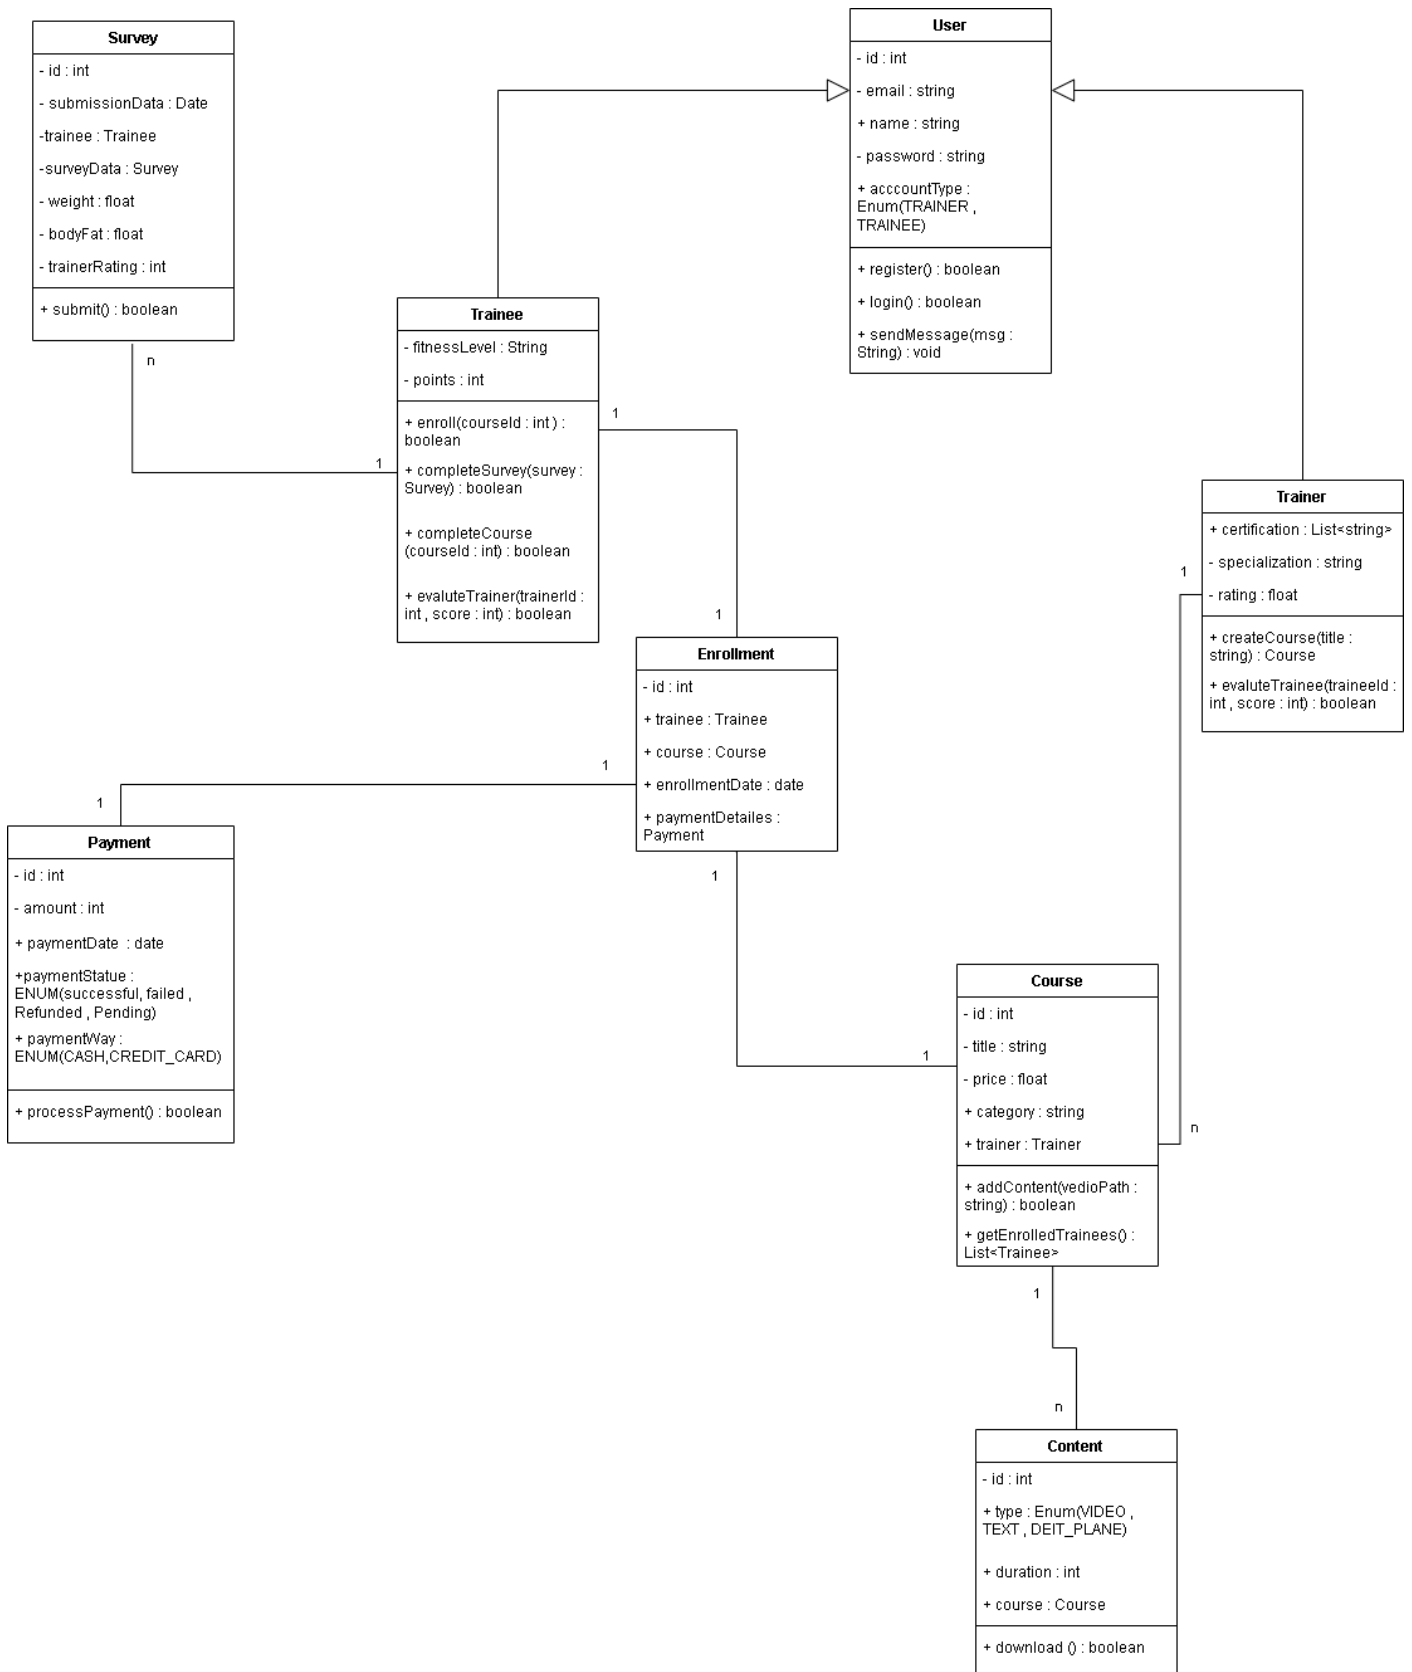 Survey
- id : int
- submissionData : Date
-trainee : Trainee
-surveyData : Survey
- weight : float
- bodyFat : float
- trainerRating : int
+ submit() : boolean
n
1
User
- id : int
- email : string
+ name : string
- password : string
+ acccountType :
Enum(TRAINER ,
TRAINEE)
+ register() : boolean
+ login() : boolean
+ sendMessage(msg :
String) : void
Trainee
- fitnessLevel : String
- points : int
+ enroll(courseId : int ) :
boolean
+ completeSurvey(survey :
Survey) : boolean
+ completeCourse
(courseId : int) : boolean
+ evaluteTrainer(trainerId :
int , score : int) : boolean
1
1
Trainer
+ certification : List<string>
- specialization : string
- rating : float
+ createCourse(title :
string) : Course
+ evaluteTrainee(traineeId :
int , score : int) : boolean
1
n
Enrollment
- id : int
+ trainee : Trainee
+ course : Course
+ enrollmentDate : date
+ paymentDetailes :
Payment
1
1
1
1
Payment
- id : int
- amount : int
+ paymentDate  : date
+paymentStatue :
ENUM(successful, failed ,
Refunded , Pending)
+ paymentWay :
ENUM(CASH,CREDIT_CARD)
+ processPayment() : boolean
Course
- id : int
- title : string
- price : float
+ category : string
+ trainer : Trainer
+ addContent(vedioPath :
string) : boolean
+ getEnrolledTrainees() :
List<Trainee>
1
n
Content
- id : int
+ type : Enum(VIDEO ,
TEXT , DEIT_PLANE)
+ duration : int
+ course : Course
+ download () : boolean